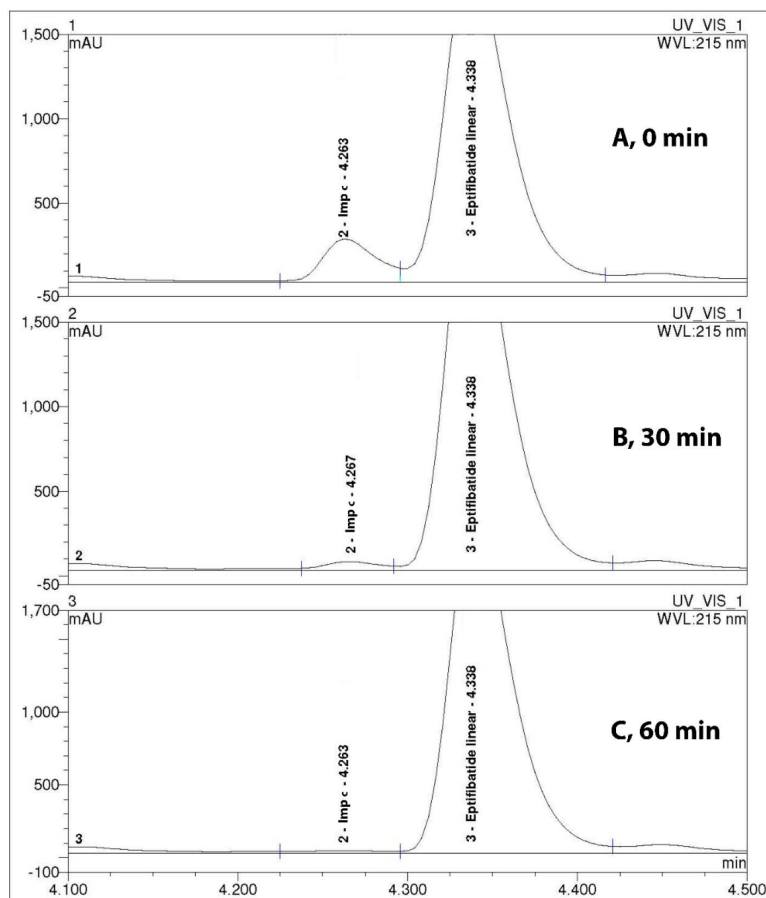 1
UV_VIS_1
1,500
mAU
WVL:215 nm
1,000
500
-50
2 - Imp c - 4.263
3 - Eptifibatide linear - 4.338
A, 0 min
1
2
UV_VIS_1
1,500
mAU
WVL:215 nm
1,000
500
-50
2 - Imp c - 4.267
3 - Eptifibatide linear - 4.338
B, 30 min
2
3
UV_VIS_1
1,700
mAU
WVL:215 nm
1,000
500
-100
2 - Imp c - 4.263
3 - Eptifibatide linear - 4.338
C, 60 min
3
min
4.100
4.200
4.300
4.400
4.500